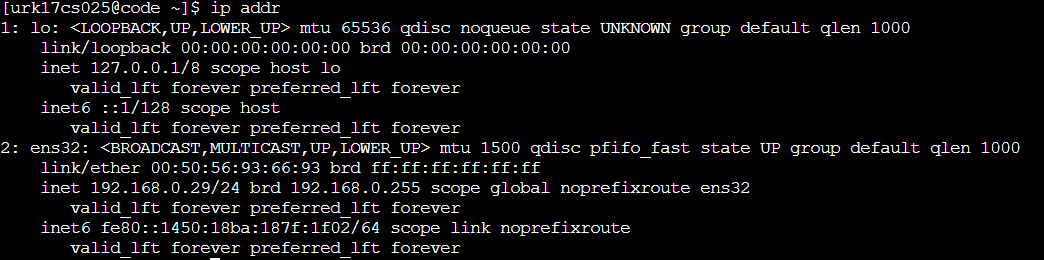 [urk17cs025@code ~]$ ip addr
1: lo: <LOOPBACK,UP,LOWER_UP> mtu 65536 qdisc noqueue state UNKNOWN group default qlen 1000
    link/loopback 00:00:00:00:00:00 brd 00:00:00:00:00:00
    inet 127.0.0.1/8 scope host lo
       valid_lft forever preferred_lft forever
    inet6 ::1/128 scope host
       valid_lft forever preferred_lft forever
2: ens32: <BROADCAST,MULTICAST,UP,LOWER_UP> mtu 1500 qdisc pfifo_fast state UP group default qlen 1000
    link/ether 00:50:56:93:66:93 brd ff:ff:ff:ff:ff:ff
    inet 192.168.0.29/24 brd 192.168.0.255 scope global noprefixroute ens32
       valid_lft forever preferred_lft forever
    inet6 fe80::1450:18ba:187f:1f02/64 scope link noprefixroute
       valid_lft forever preferred_lft forever